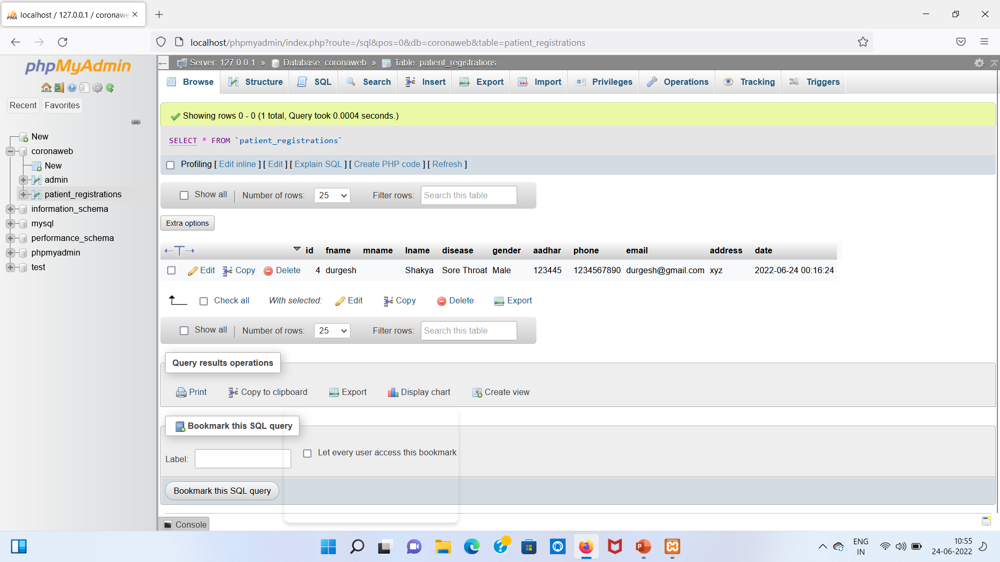 localhost / 127.0.0.1 / coronawe
localhost/phpmyadmin/index.php?route=/sql&pos=0&db=coronaweb&table=patient_registrations
phpMyAdmin
Recent Favorites
New
coronaweb
New
admin
patient_registrations
information_schema
mysql
performance_schema
phpmyadmin
test
Server: 127.0.0.1 » Database: coronaweb » Table: patient_registrations
Browse Structure SQL Search Insert Export Import Privileges Operations Tracking Triggers
Showing rows 0 - 0 (1 total, Query took 0.0004 seconds.)
SELECT * FROM `patient_registrations`
Profiling [ Edit inline ] [ Edit ] [ Explain SQL ] [ Create PHP code ] [ Refresh ]
Show all | Number of rows: 25 Filter rows: Search this table
Extra options
←T→ id fname mname lname disease gender aadhar phone email address date
Edit Copy Delete 4 durgesh Shakya Sore Throat Male 123445 1234567890 durgesh@gmail.com xyz 2022-06-24 00:16:24
Check all With selected: Edit Copy Delete Export
Show all | Number of rows: 25 Filter rows: Search this table
Query results operations
Print Copy to clipboard Export Display chart Create view
Bookmark this SQL query
Label: Let every user access this bookmark
Bookmark this SQL query
Console
ENG
IN
10:55
24-06-2022